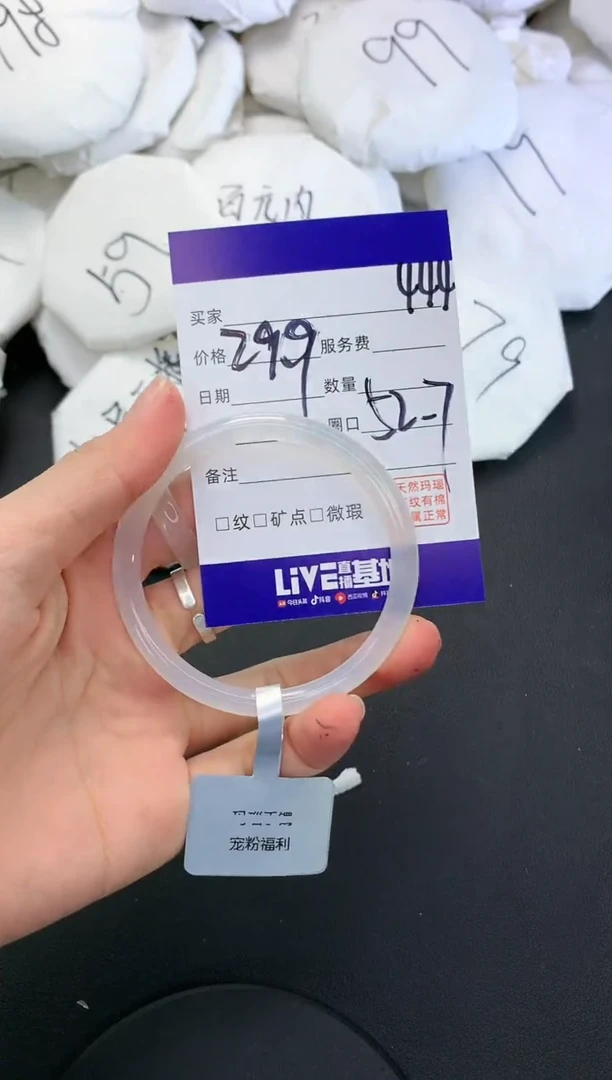 98
99
百元内
59
79
444
买家
价格299 服务费
日期 数量
圈口 52-7
备注
天然玛瑙
纹有棉
属正常
□纹□矿点□微瑕
LiVE直播基地
今日头条 抖音 西瓜视频
宠粉福利